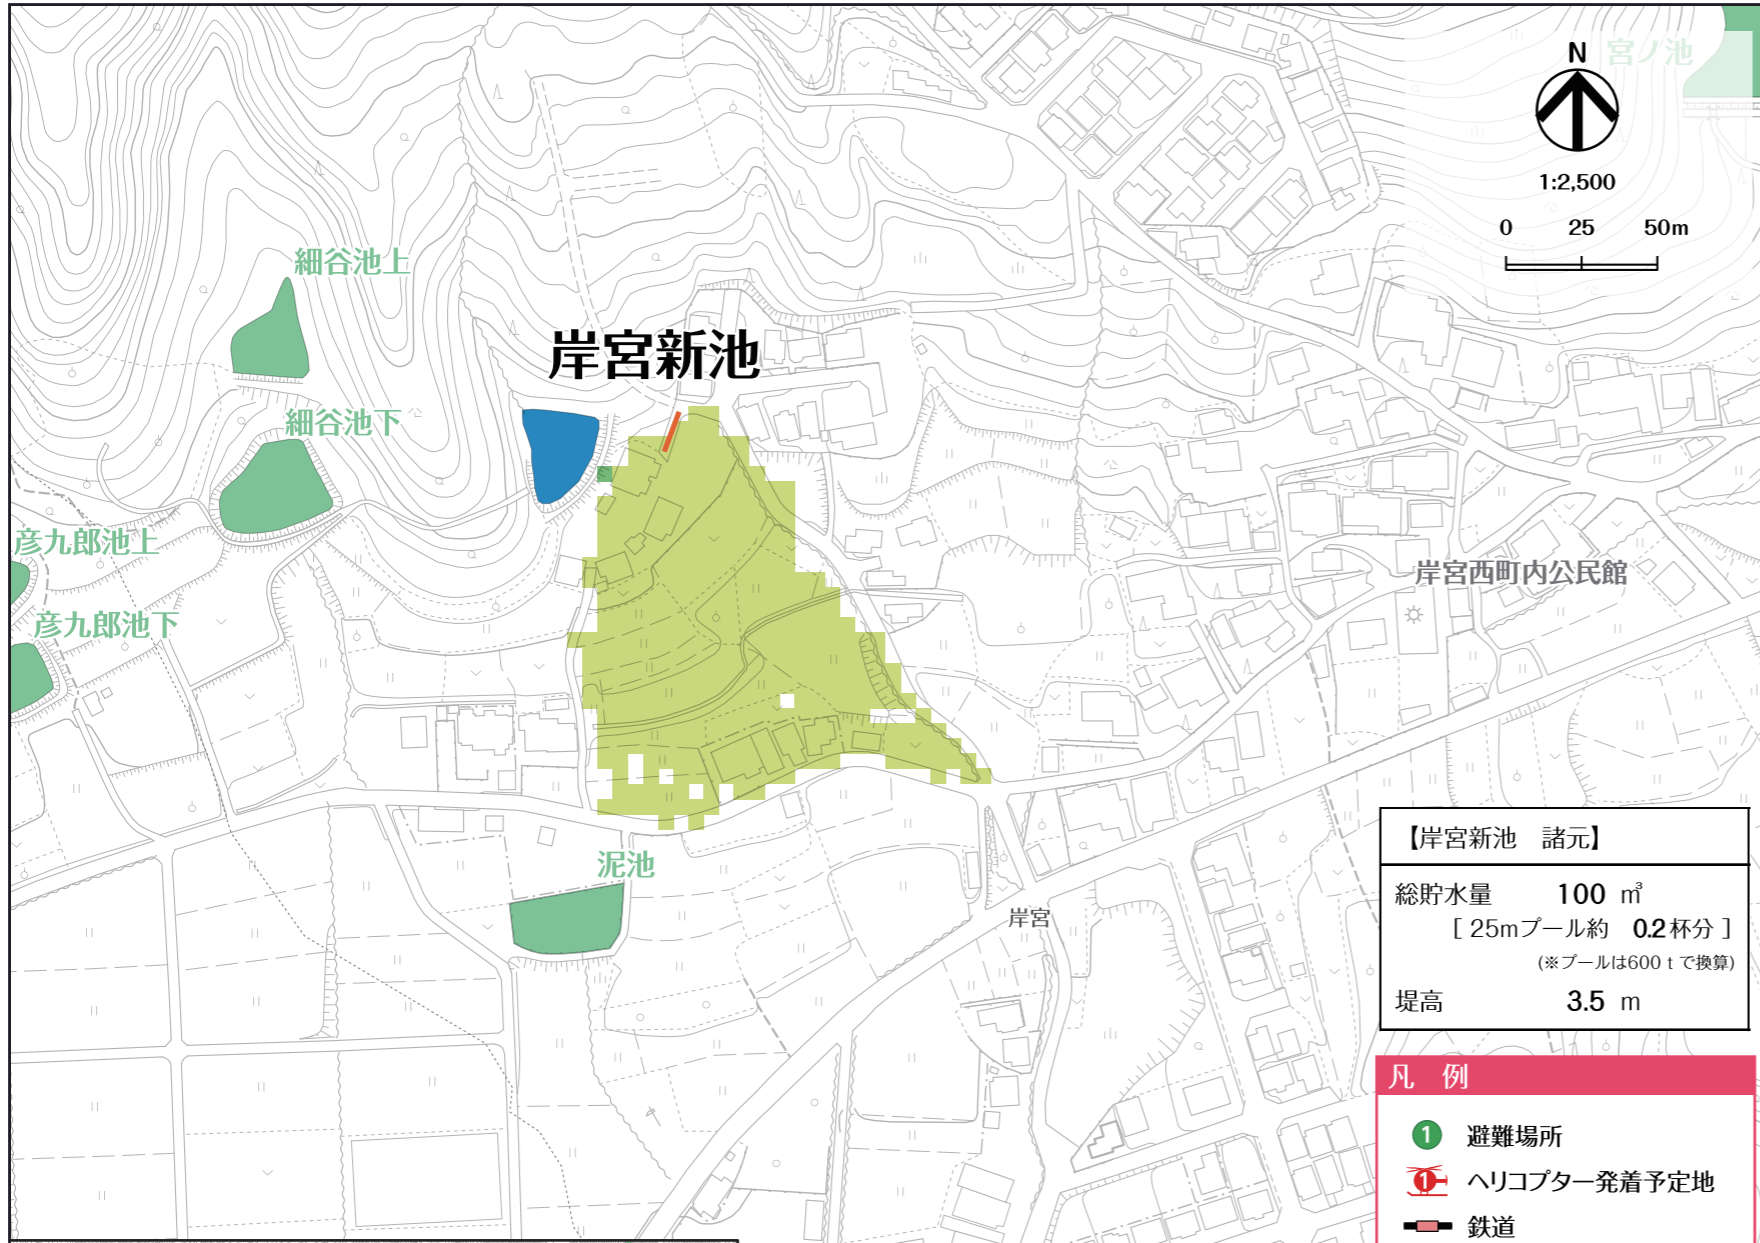 宮ノ池
N
1:2,500
0 25 50m
細谷池上
岸宮新池
細谷池下
彦九郎池上
岸宮西町内公民館
彦九郎池下
泥池
岸宮
【岸宮新池 諸元】
総貯水量 100 ㎥
[ 25mプール約 0.2杯分 ]
(※プールは600ｔで換算)
堤高 3.5 m
凡 例
1 避難場所
1 ヘリコプター発着予定地
鉄道